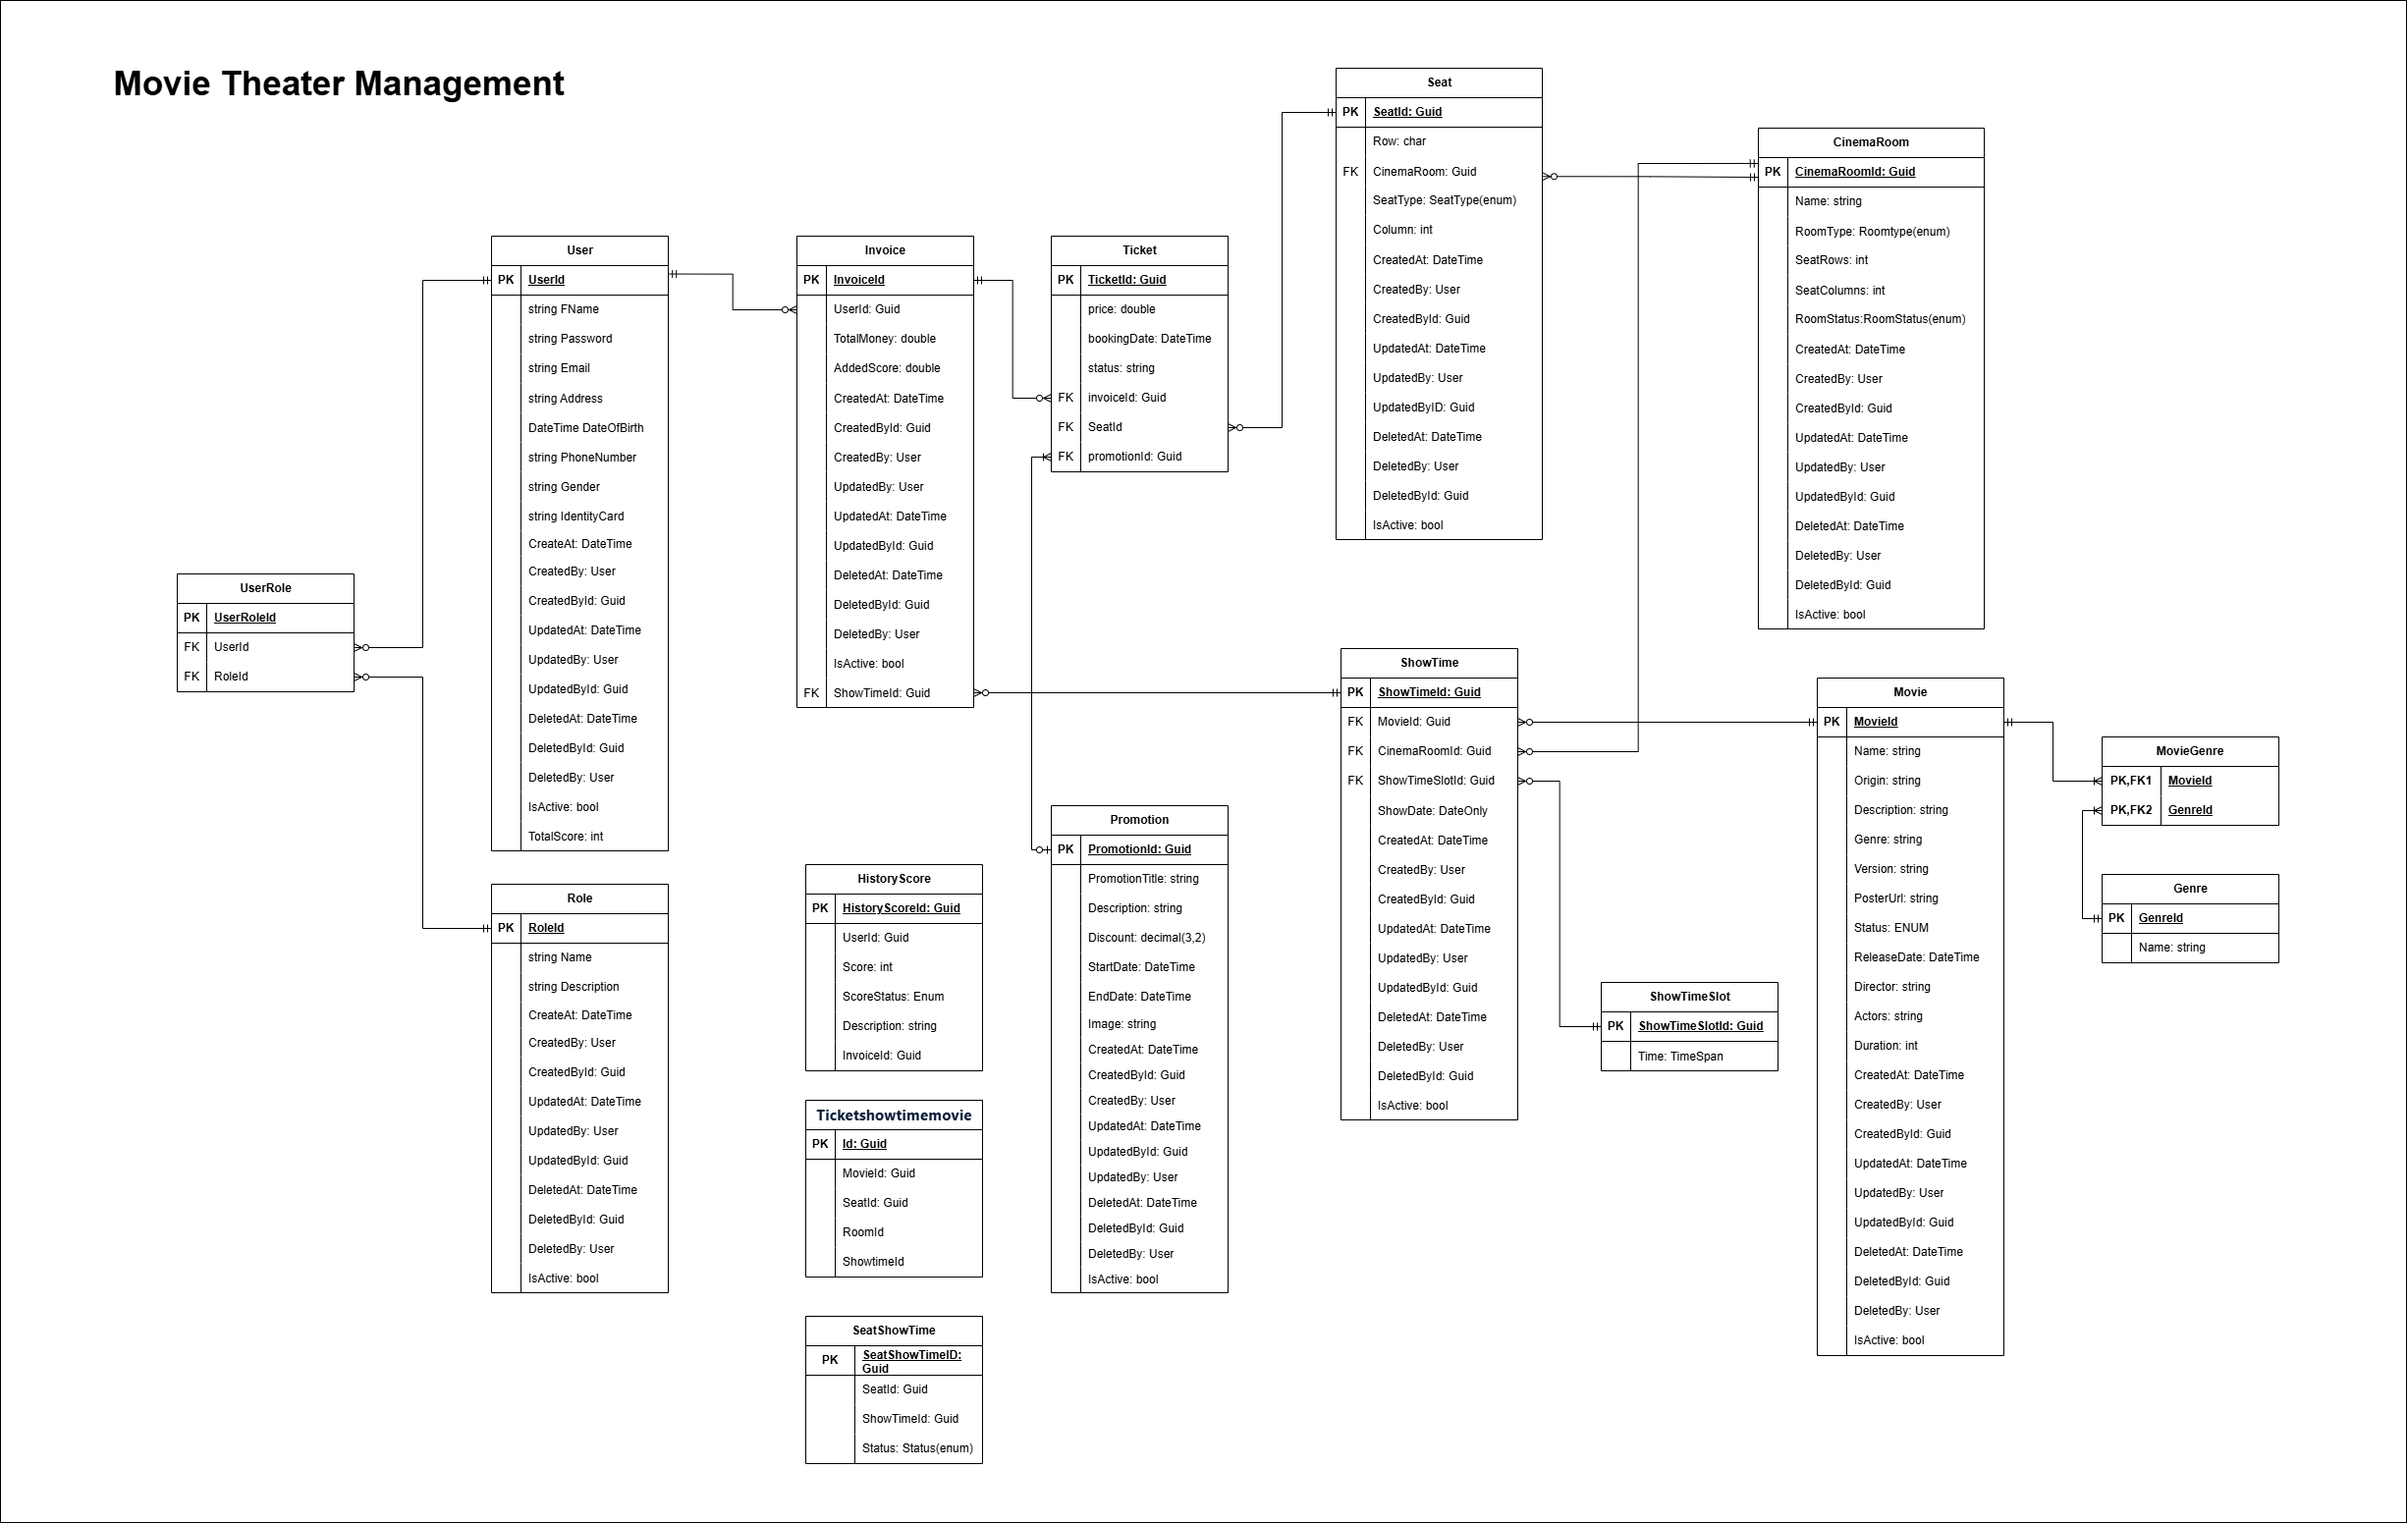 Movie Theater Management
UserRole
PK UserRoleId
FK UserId
FK RoleId
User
PK UserId
string FName
string Password
string Email
string Address
DateTime DateOfBirth
string PhoneNumber
string Gender
string IdentityCard
CreateAt: DateTime
CreatedBy: User
CreatedById: Guid
UpdatedAt: DateTime
UpdatedBy: User
UpdatedById: Guid
DeletedAt: DateTime
DeletedById: Guid
DeletedBy: User
IsActive: bool
TotalScore: int
Role
PK RoleId
string Name
string Description
CreateAt: DateTime
CreatedBy: User
CreatedById: Guid
UpdatedAt: DateTime
UpdatedBy: User
UpdatedById: Guid
DeletedAt: DateTime
DeletedById: Guid
DeletedBy: User
IsActive: bool
Invoice
PK InvoiceId
UserId: Guid
TotalMoney: double
AddedScore: double
CreatedAt: DateTime
CreatedById: Guid
CreatedBy: User
UpdatedBy: User
UpdatedAt: DateTime
UpdatedById: Guid
DeletedAt: DateTime
DeletedById: Guid
DeletedBy: User
IsActive: bool
FK ShowTimeId: Guid
HistoryScore
PK HistoryScoreId: Guid
UserId: Guid
Score: int
ScoreStatus: Enum
Description: string
InvoiceId: Guid
Ticketshowtimemovie
PK Id: Guid
MovieId: Guid
SeatId: Guid
RoomId
ShowtimeId
SeatShowTime
PK SeatShowTimeID:
Guid
SeatId: Guid
ShowTimeId: Guid
Status: Status(enum)
Ticket
PK TicketId: Guid
price: double
bookingDate: DateTime
status: string
FK invoiceId: Guid
FK SeatId
FK promotionId: Guid
Promotion
PK PromotionId: Guid
PromotionTitle: string
Description: string
Discount: decimal(3,2)
StartDate: DateTime
EndDate: DateTime
Image: string
CreatedAt: DateTime
CreatedById: Guid
CreatedBy: User
UpdatedAt: DateTime
UpdatedById: Guid
UpdatedBy: User
DeletedAt: DateTime
DeletedById: Guid
DeletedBy: User
IsActive: bool
Seat
PK SeatId: Guid
Row: char
FK CinemaRoom: Guid
SeatType: SeatType(enum)
Column: int
CreatedAt: DateTime
CreatedBy: User
CreatedById: Guid
UpdatedAt: DateTime
UpdatedBy: User
UpdatedByID: Guid
DeletedAt: DateTime
DeletedBy: User
DeletedById: Guid
IsActive: bool
ShowTime
PK ShowTimeId: Guid
FK MovieId: Guid
FK CinemaRoomId: Guid
FK ShowTimeSlotId: Guid
ShowDate: DateOnly
CreatedAt: DateTime
CreatedBy: User
CreatedById: Guid
UpdatedAt: DateTime
UpdatedBy: User
UpdatedById: Guid
DeletedAt: DateTime
DeletedBy: User
DeletedById: Guid
IsActive: bool
CinemaRoom
PK CinemaRoomId: Guid
Name: string
RoomType: Roomtype(enum)
SeatRows: int
SeatColumns: int
RoomStatus:RoomStatus(enum)
CreatedAt: DateTime
CreatedBy: User
CreatedById: Guid
UpdatedAt: DateTime
UpdatedBy: User
UpdatedById: Guid
DeletedAt: DateTime
DeletedBy: User
DeletedById: Guid
IsActive: bool
ShowTimeSlot
PK ShowTimeSlotId: Guid
Time: TimeSpan
Movie
PK MovieId
Name: string
Origin: string
Description: string
Genre: string
Version: string
PosterUrl: string
Status: ENUM
ReleaseDate: DateTime
Director: string
Actors: string
Duration: int
CreatedAt: DateTime
CreatedBy: User
CreatedById: Guid
UpdatedAt: DateTime
UpdatedBy: User
UpdatedById: Guid
DeletedAt: DateTime
DeletedById: Guid
DeletedBy: User
IsActive: bool
MovieGenre
PK,FK1 MovieId
PK,FK2 GenreId
Genre
PK GenreId
Name: string